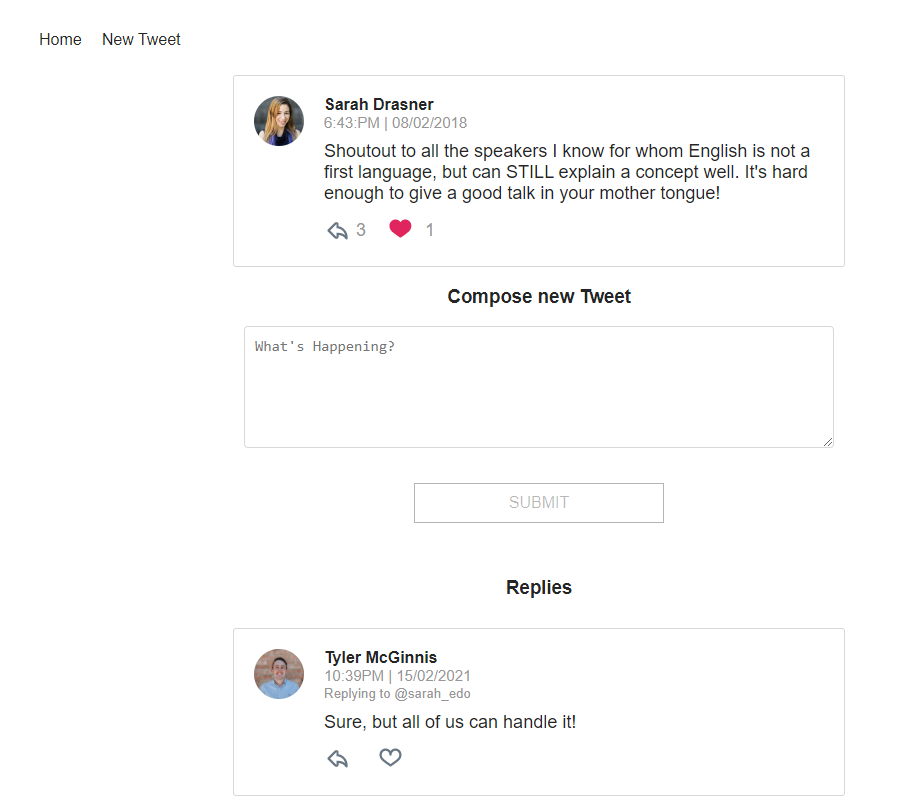 Home New Tweet
Sarah Drasner
6:43:PM | 08/02/2018
Shoutout to all the speakers I know for whom English is not a
first language, but can STILL explain a concept well. It's hard
enough to give a good talk in your mother tongue!
3 1
Compose new Tweet
What's Happening?
SUBMIT
Replies
Tyler McGinnis
10:39PM | 15/02/2021
Replying to @sarah_edo
Sure, but all of us can handle it!